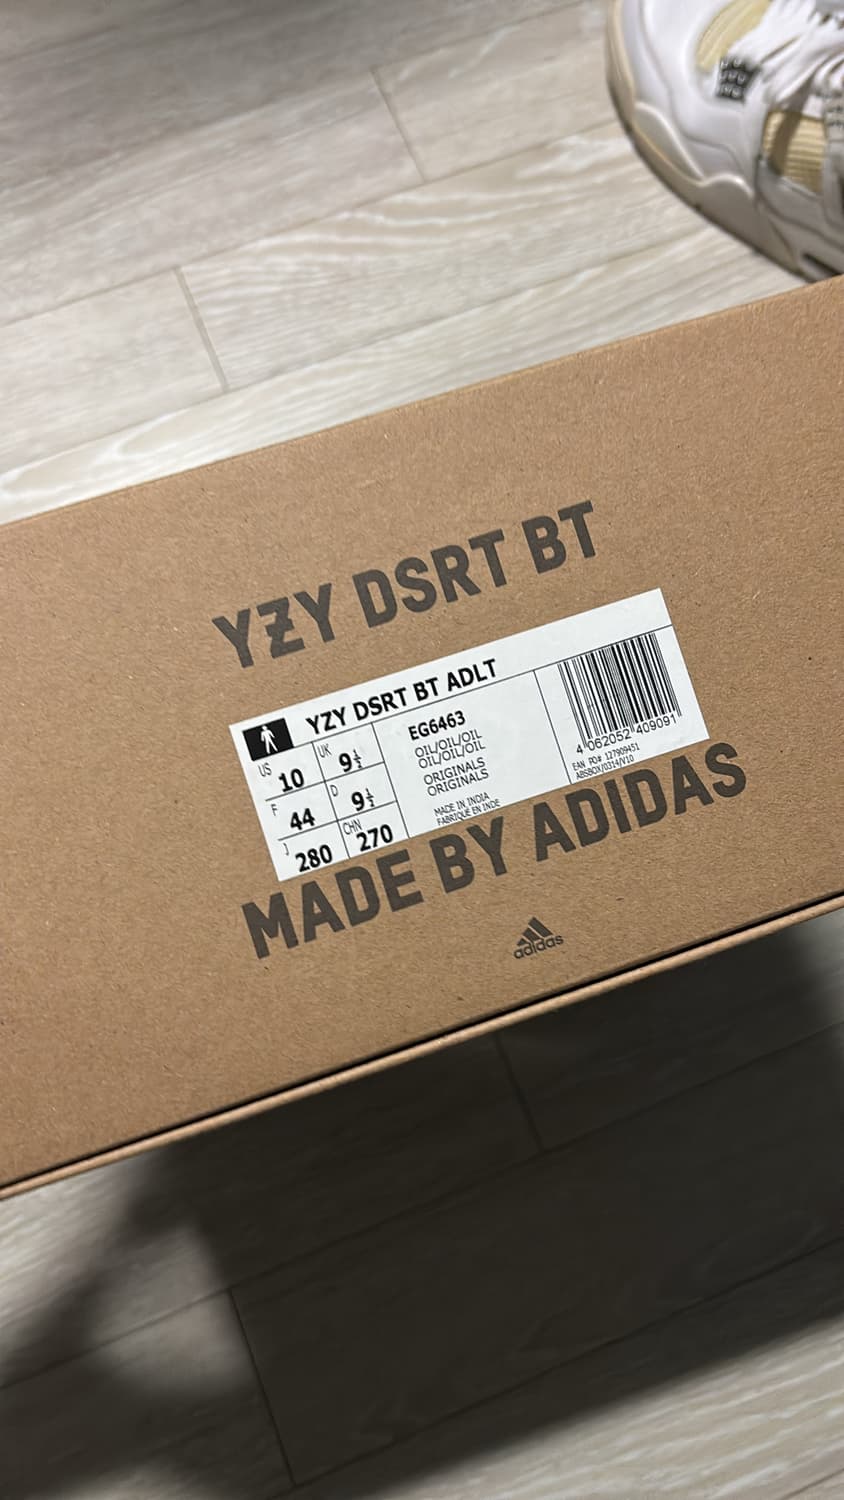 YZY DSRT BT
YZY DSRT BT ADLT
US 10 UK 9½
F 44 D 9½
J 280 CHN 270
EG6463
OIL/OIL/OIL
OIL/OIL/OIL
ORIGINALS
ORIGINALS
MADE IN INDIA
FABRIQUÉ EN INDE
4 062052 409091
EAN PO# 127909451
ABSBOX/0314/V10
MADE BY ADIDAS
adidas